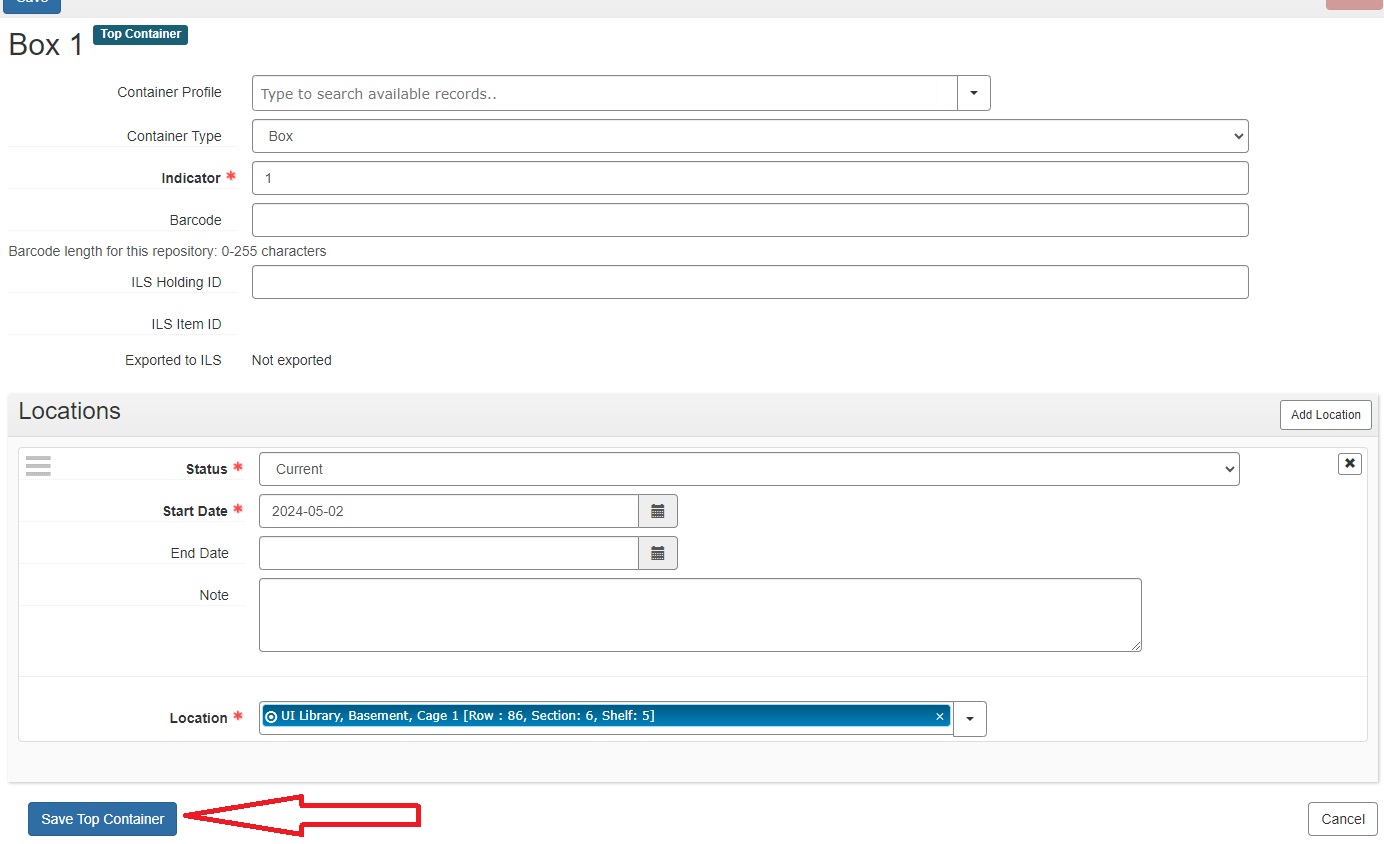 Save
Box 1 Top Container
Container Profile Type to search available records..
Container Type Box
Indicator * 1
Barcode
Barcode length for this repository: 0-255 characters
ILS Holding ID
ILS Item ID
Exported to ILS Not exported
Locations Add Location
Status * Current
Start Date * 2024-05-02
End Date
Note
Location * UI Library, Basement, Cage 1 [Row : 86, Section: 6, Shelf: 5] ×
Save Top Container Cancel